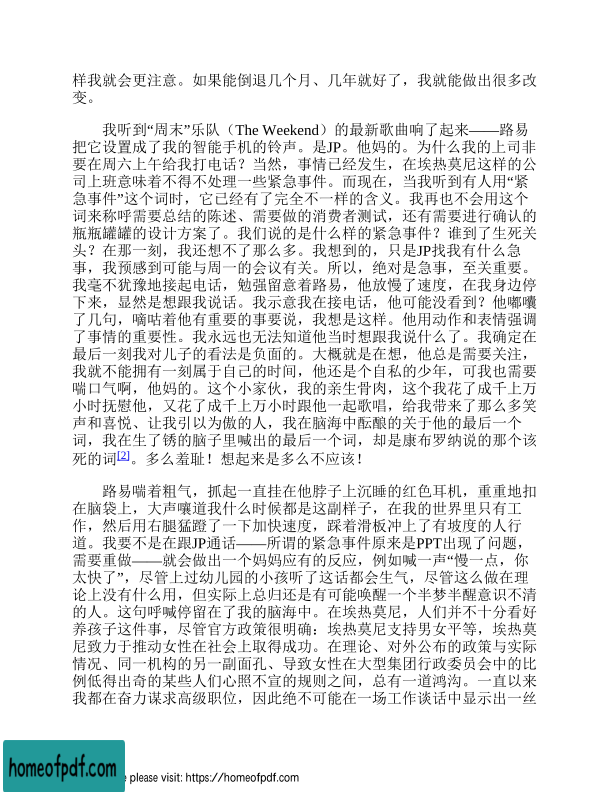 样我就会更注意。如果能倒退几个月、几年就好了，我就能做出很多改
变。
我听到“周末”乐队（The Weekend）的最新歌曲响了起来——路易
把它设置成了我的智能手机的铃声。是JP。他妈的。为什么我的上司非
要在周六上午给我打电话？当然，事情已经发生，在埃热莫尼这样的公
司上班意味着不得不处理一些紧急事件。而现在，当我听到有人用“紧
急事件”这个词时，它已经有了完全不一样的含义。我再也不会用这个
词来称呼需要总结的陈述、需要做的消费者测试，还有需要进行确认的
瓶瓶罐罐的设计方案了。我们说的是什么样的紧急事件？谁到了生死关
头？在那一刻，我还想不了那么多。我想到的，只是JP找我有什么急
事，我预感到可能与周一的会议有关。所以，绝对是急事，至关重要。
我毫不犹豫地接起电话，勉强留意着路易，他放慢了速度，在我身边停
下来，显然是想跟我说话。我示意我在接电话，他可能没看到？他嘟囔
了几句，嘀咕着他有重要的事要说，我想是这样。他用动作和表情强调
了事情的重要性。我永远也无法知道他当时想跟我说什么了。我确定在
最后一刻我对儿子的看法是负面的。大概就是在想，他总是需要关注，
我就不能拥有一刻属于自己的时间，他还是个自私的少年，可我也需要
喘口气啊，他妈的。这个小家伙，我的亲生骨肉，这个我花了成千上万
小时抚慰他，又花了成千上万小时跟他一起歌唱，给我带来了那么多笑
声和喜悦、让我引以为傲的人，我在脑海中酝酿的关于他的最后一个
词，我在生了锈的脑子里喊出的最后一个词，却是康布罗纳说的那个该
死的词[2]。多么羞耻！想起来是多么不应该！
路易喘着粗气，抓起一直挂在他脖子上沉睡的红色耳机，重重地扣
在脑袋上，大声嚷道我什么时候都是这副样子，在我的世界里只有工
作，然后用右腿猛蹬了一下加快速度，踩着滑板冲上了有坡度的人行
道。我要不是在跟JP通话——所谓的紧急事件原来是PPT出现了问题，
需要重做——就会做出一个妈妈应有的反应，例如喊一声“慢一点，你
太快了”，尽管上过幼儿园的小孩听了这话都会生气，尽管这么做在理
论上没有什么用，但实际上总归还是有可能唤醒一个半梦半醒意识不清
的人。这句呼喊停留在了我的脑海中。在埃热莫尼，人们并不十分看好
养孩子这件事，尽管官方政策很明确：埃热莫尼支持男女平等，埃热莫
尼致力于推动女性在社会上取得成功。在理论、对外公布的政策与实际
情况、同一机构的另一副面孔、导致女性在大型集团行政委员会中的比
例低得出奇的某些人们心照不宣的规则之间，总有一道鸿沟。一直以来
我都在奋力谋求高级职位，因此绝不可能在一场工作谈话中显示出一丝
homeofpdf.com
e please visit: https://homeofpdf.com